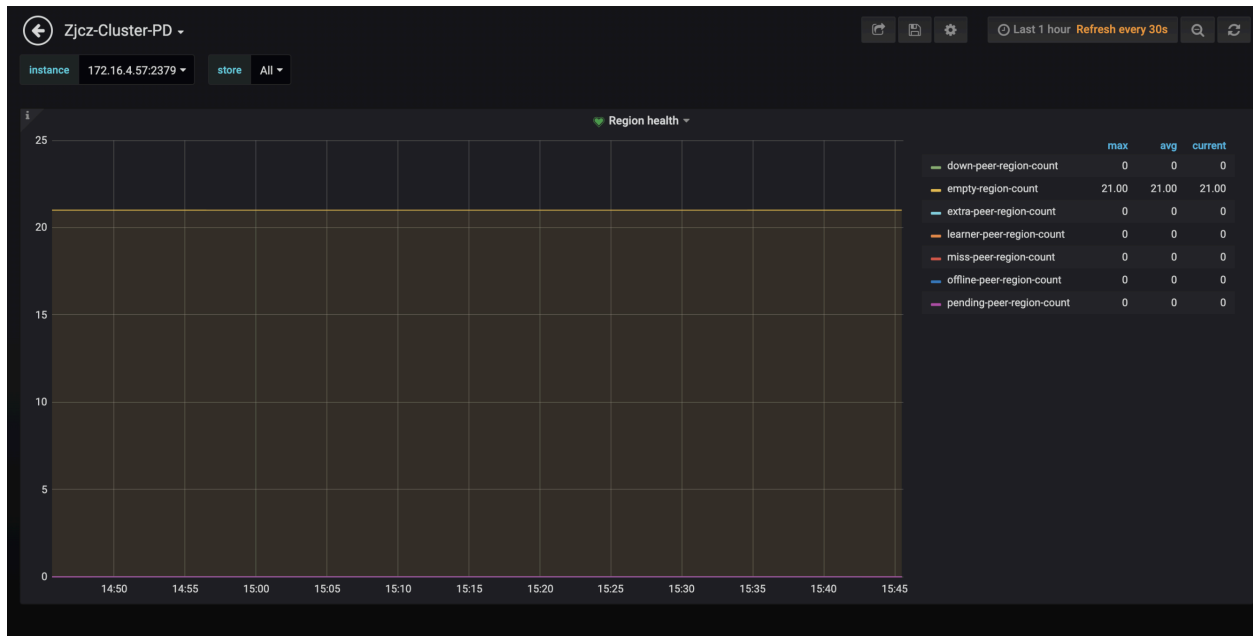 Zjcz-Cluster-PD
Last 1 hour Refresh every 30s
instance 172.16.4.57:2379 store All
i
Region health
25
20
15
10
5
0
14:50 14:55 15:00 15:05 15:10 15:15 15:20 15:25 15:30 15:35 15:40 15:45
max avg current
down-peer-region-count 0 0 0
empty-region-count 21.00 21.00 21.00
extra-peer-region-count 0 0 0
learner-peer-region-count 0 0 0
miss-peer-region-count 0 0 0
offline-peer-region-count 0 0 0
pending-peer-region-count 0 0 0